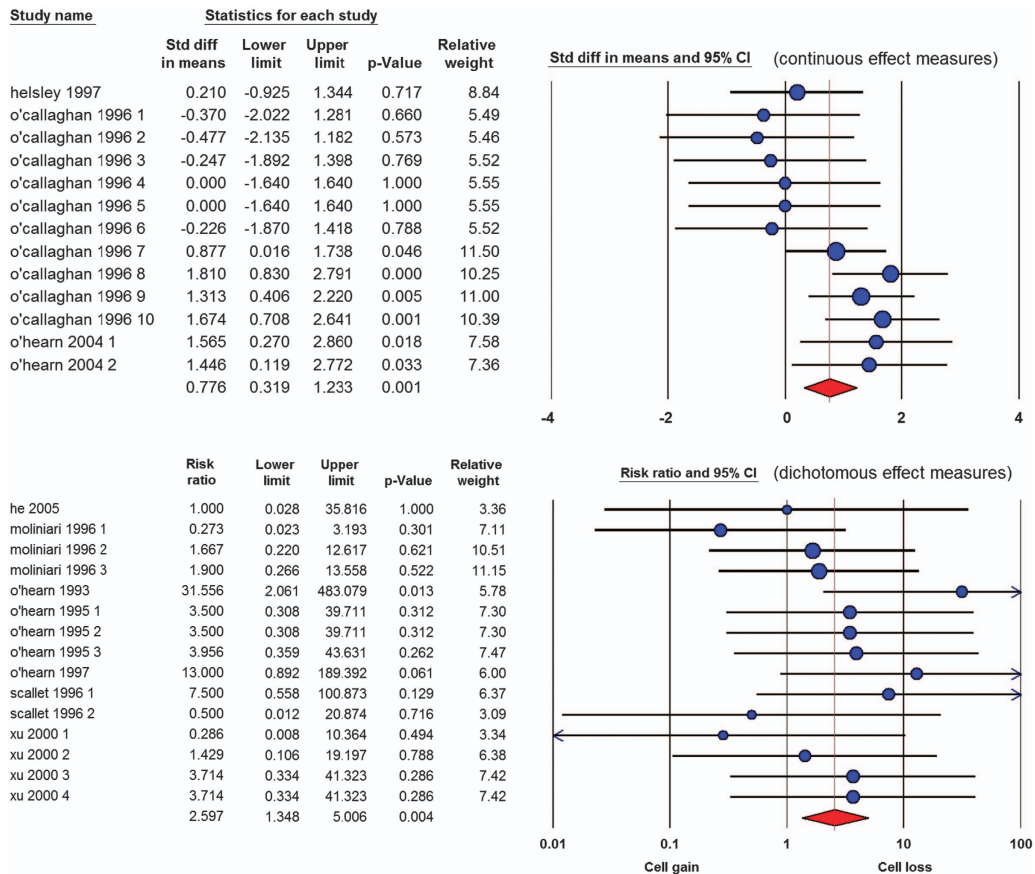 Study name Statistics for each study
Std diff Lower Upper Relative
in means limit limit p-Value weight
Std diff in means and 95% CI (continuous effect measures)
helsley 1997 0.210 -0.925 1.344 0.717 8.84
o'callaghan 1996 1 -0.370 -2.022 1.281 0.660 5.49
o'callaghan 1996 2 -0.477 -2.135 1.182 0.573 5.46
o'callaghan 1996 3 -0.247 -1.892 1.398 0.769 5.52
o'callaghan 1996 4 0.000 -1.640 1.640 1.000 5.55
o'callaghan 1996 5 0.000 -1.640 1.640 1.000 5.55
o'callaghan 1996 6 -0.226 -1.870 1.418 0.788 5.52
o'callaghan 1996 7 0.877 0.016 1.738 0.046 11.50
o'callaghan 1996 8 1.810 0.830 2.791 0.000 10.25
o'callaghan 1996 9 1.313 0.406 2.220 0.005 11.00
o'callaghan 1996 10 1.674 0.708 2.641 0.001 10.39
o'hearn 2004 1 1.565 0.270 2.860 0.018 7.58
o'hearn 2004 2 1.446 0.119 2.772 0.033 7.36
0.776 0.319 1.233 0.001
-4 -2 0 2 4
Risk Lower Upper Relative
ratio limit limit p-Value weight
Risk ratio and 95% CI (dichotomous effect measures)
he 2005 1.000 0.028 35.816 1.000 3.36
moliniari 1996 1 0.273 0.023 3.193 0.301 7.11
moliniari 1996 2 1.667 0.220 12.617 0.621 10.51
moliniari 1996 3 1.900 0.266 13.558 0.522 11.15
o'hearn 1993 31.556 2.061 483.079 0.013 5.78
o'hearn 1995 1 3.500 0.308 39.711 0.312 7.30
o'hearn 1995 2 3.500 0.308 39.711 0.312 7.30
o'hearn 1995 3 3.956 0.359 43.631 0.262 7.47
o'hearn 1997 13.000 0.892 189.392 0.061 6.00
scallet 1996 1 7.500 0.558 100.873 0.129 6.37
scallet 1996 2 0.500 0.012 20.874 0.716 3.09
xu 2000 1 0.286 0.008 10.364 0.494 3.34
xu 2000 2 1.429 0.106 19.197 0.788 6.38
xu 2000 3 3.714 0.334 41.323 0.286 7.42
xu 2000 4 3.714 0.334 41.323 0.286 7.42
2.597 1.348 5.006 0.004
0.01 0.1 1 10 100
Cell gain Cell loss